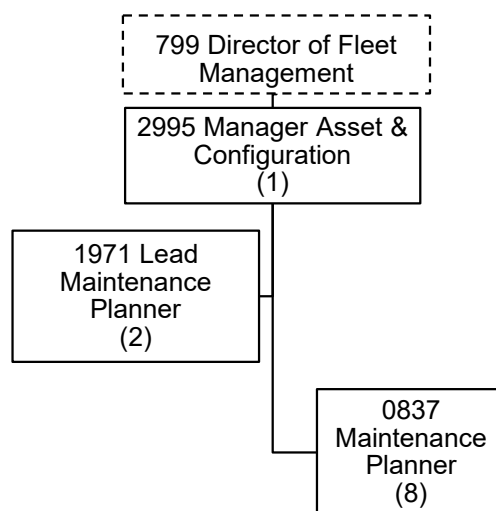 799 Director of Fleet
Management
2995 Manager Asset &
Configuration
(1)
1971 Lead
Maintenance
Planner
(2)
0837
Maintenance
Planner
(8)